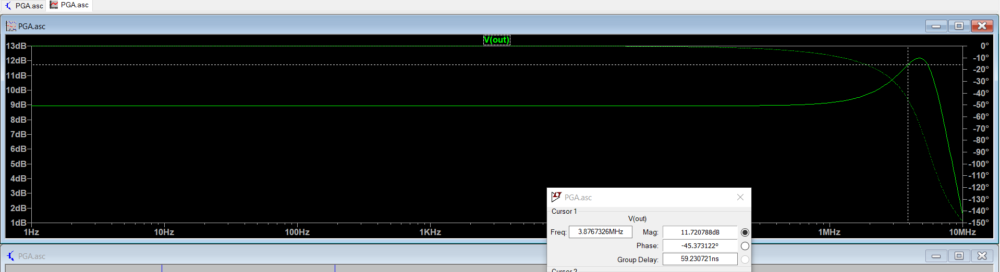 PGA.asc PGA.asc
PGA.asc
V(out)
13dB 0°
12dB -10°
11dB -20°
10dB -30°
9dB -40°
8dB -50°
7dB -60°
6dB -70°
5dB -80°
4dB -90°
3dB -100°
2dB -110°
1dB -120°
-130°
-140°
-150°
1Hz 10Hz 100Hz 1KHz 1MHz 10MHz
PGA.asc
Cursor 1
V(out)
Freq: 3.8767326MHz Mag: 11.720788dB
Phase: -45.373122°
Group Delay: 59.230721ns
Cursor 2
PGA.asc